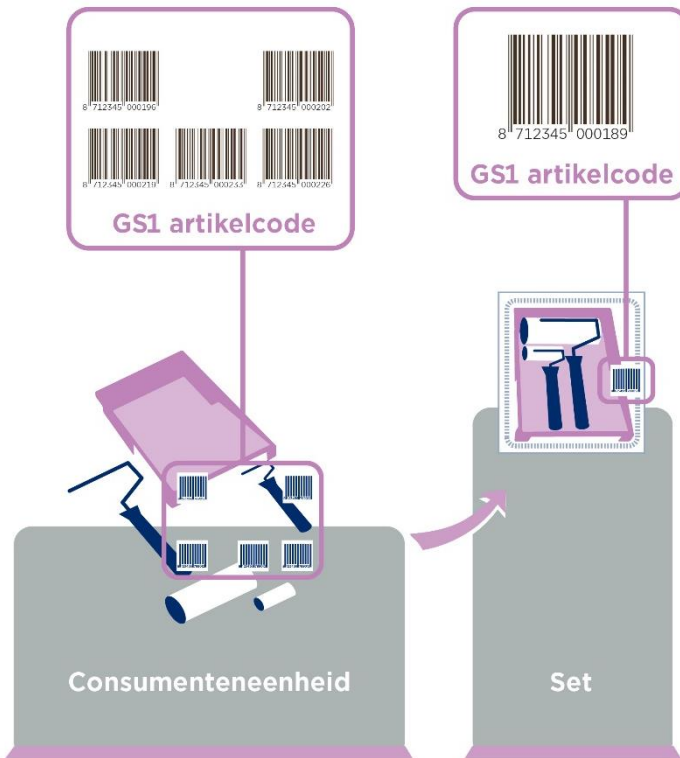 8 712345 000196
8 712345 000202
8 712345 000219
8 712345 000233
8 712345 000226
GS1 artikelcode
8 712345 000189
GS1 artikelcode
Consumenteneenheid
Set